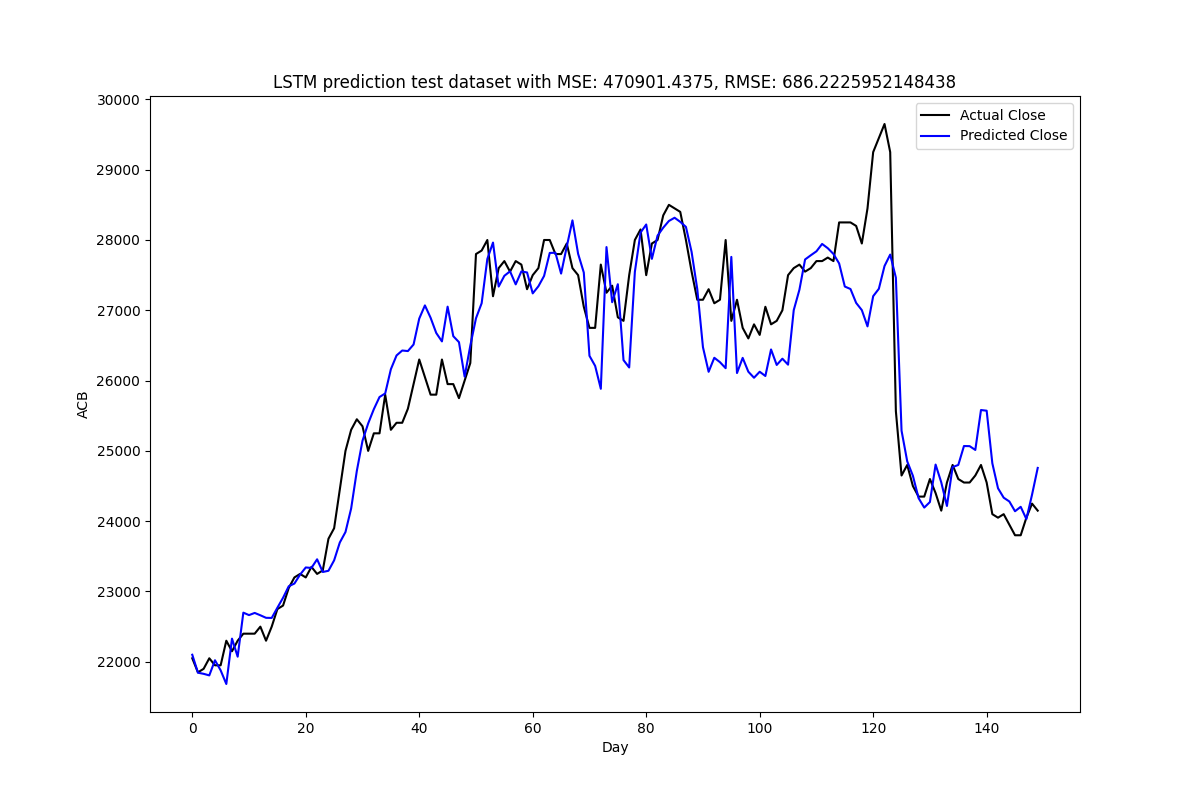 LSTM prediction test dataset with MSE: 470901.4375, RMSE: 686.2225952148438
Actual Close
Predicted Close
30000
29000
28000
27000
26000
25000
24000
23000
22000
ACB
0 20 40 60 80 100 120 140
Day